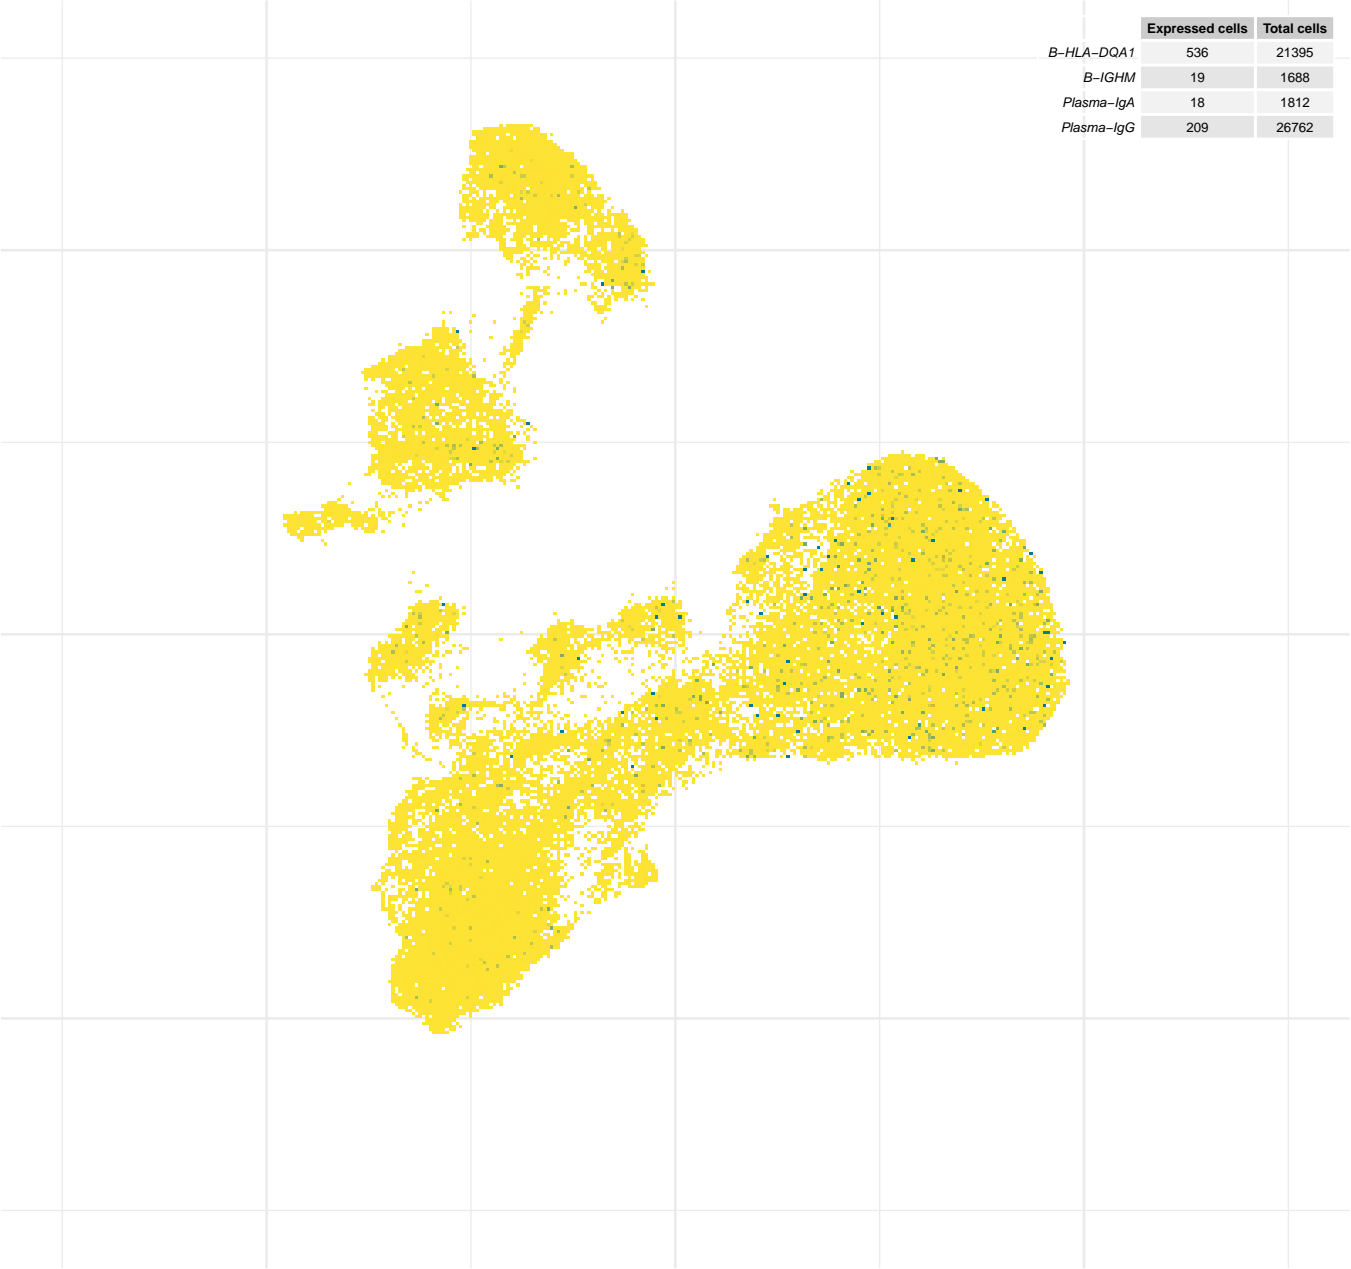 Expressed cells Total cells
B−HLA−DQA1 536 21395
B−IGHM 19 1688
Plasma−IgA 18 1812
Plasma−IgG 209 26762